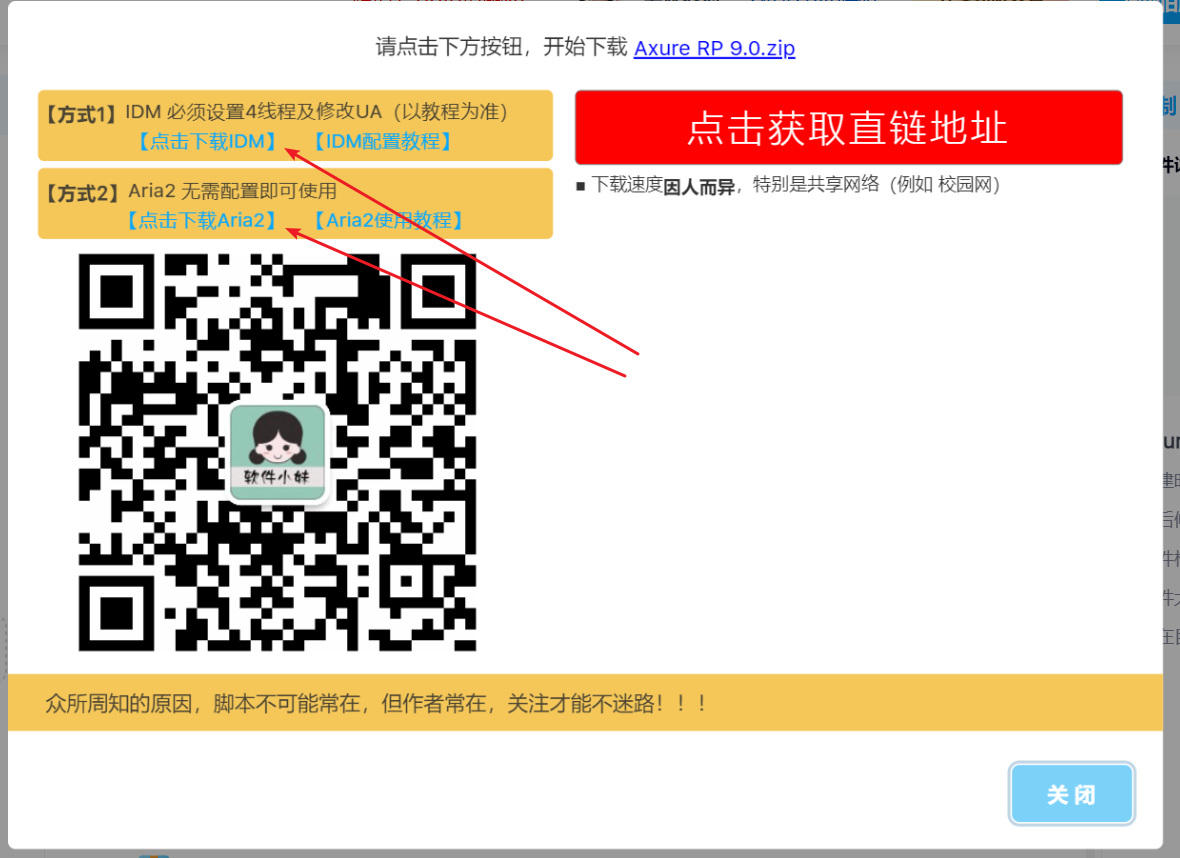 请点击下方按钮，开始下载 Axure RP 9.0.zip
【方式1】IDM 必须设置4线程及修改UA（以教程为准）
【点击下载IDM】 【IDM配置教程】
【方式2】Aria2 无需配置即可使用
【点击下载Aria2】 【Aria2使用教程】
点击获取直链地址
■ 下载速度因人而异，特别是共享网络（例如 校园网）
软件小妹
众所周知的原因，脚本不可能常在，但作者常在，关注才能不迷路！！！
关闭